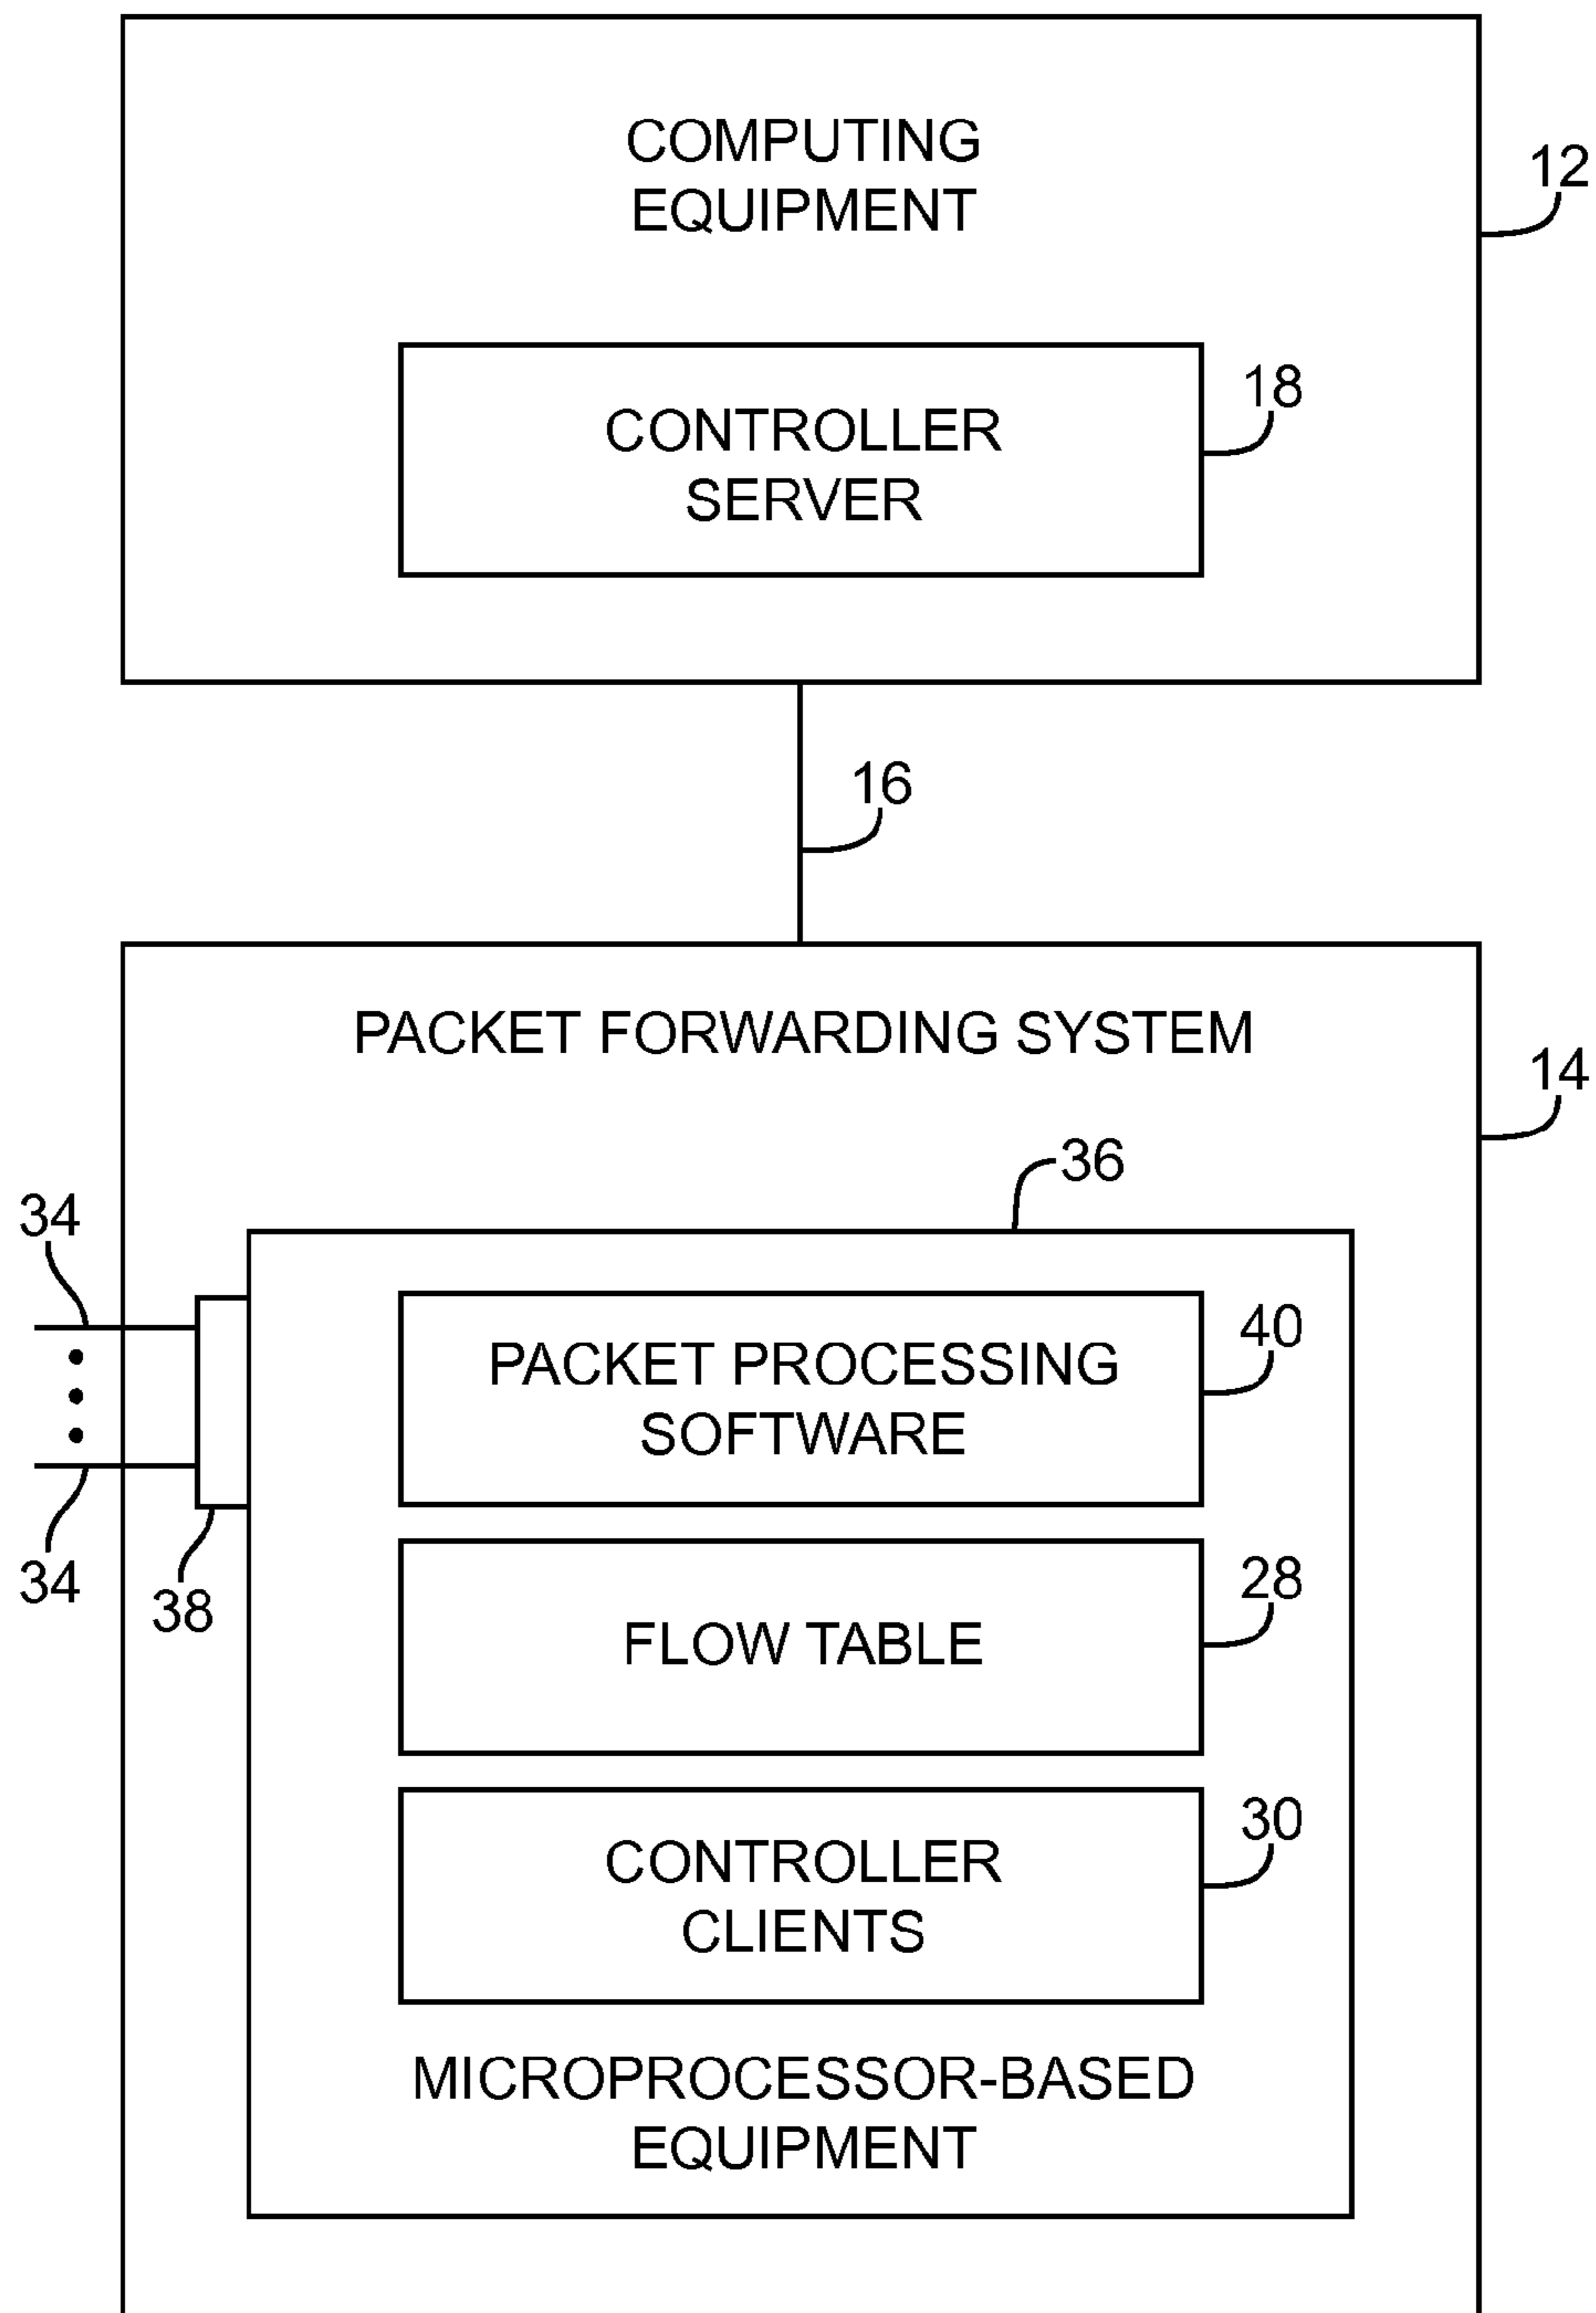 COMPUTING
EQUIPMENT
12
CONTROLLER
SERVER
18
16
PACKET FORWARDING SYSTEM
14
36
34
PACKET PROCESSING
SOFTWARE
40
34
38
FLOW TABLE
28
CONTROLLER
CLIENTS
30
MICROPROCESSOR-BASED
EQUIPMENT